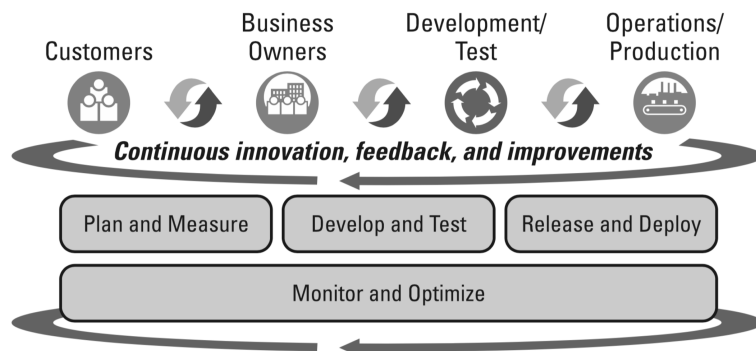 Customers
Business
Owners
Development/
Test
Operations/
Production
Continuous innovation, feedback, and improvements
Plan and Measure
Develop and Test
Release and Deploy
Monitor and Optimize